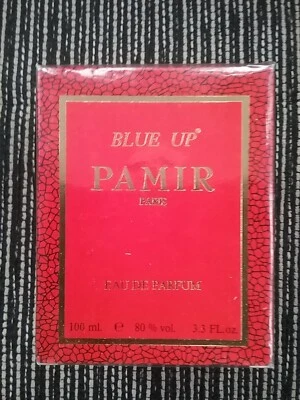 BLUE UP®
PAMIR
PARIS
EAU DE PARFUM
100 ml. ℮ 80 % vol. 3.3 FL.oz